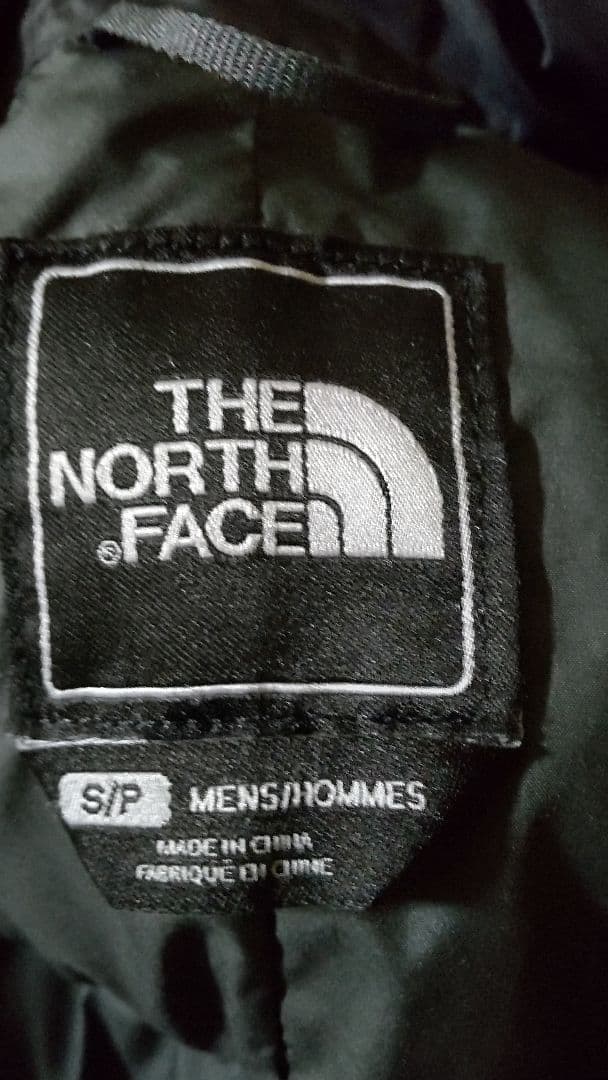 THE
NORTH
®FACE
S/P MENS/HOMMES
MADE IN CHINA
FABRIQUÉ EN CHINE